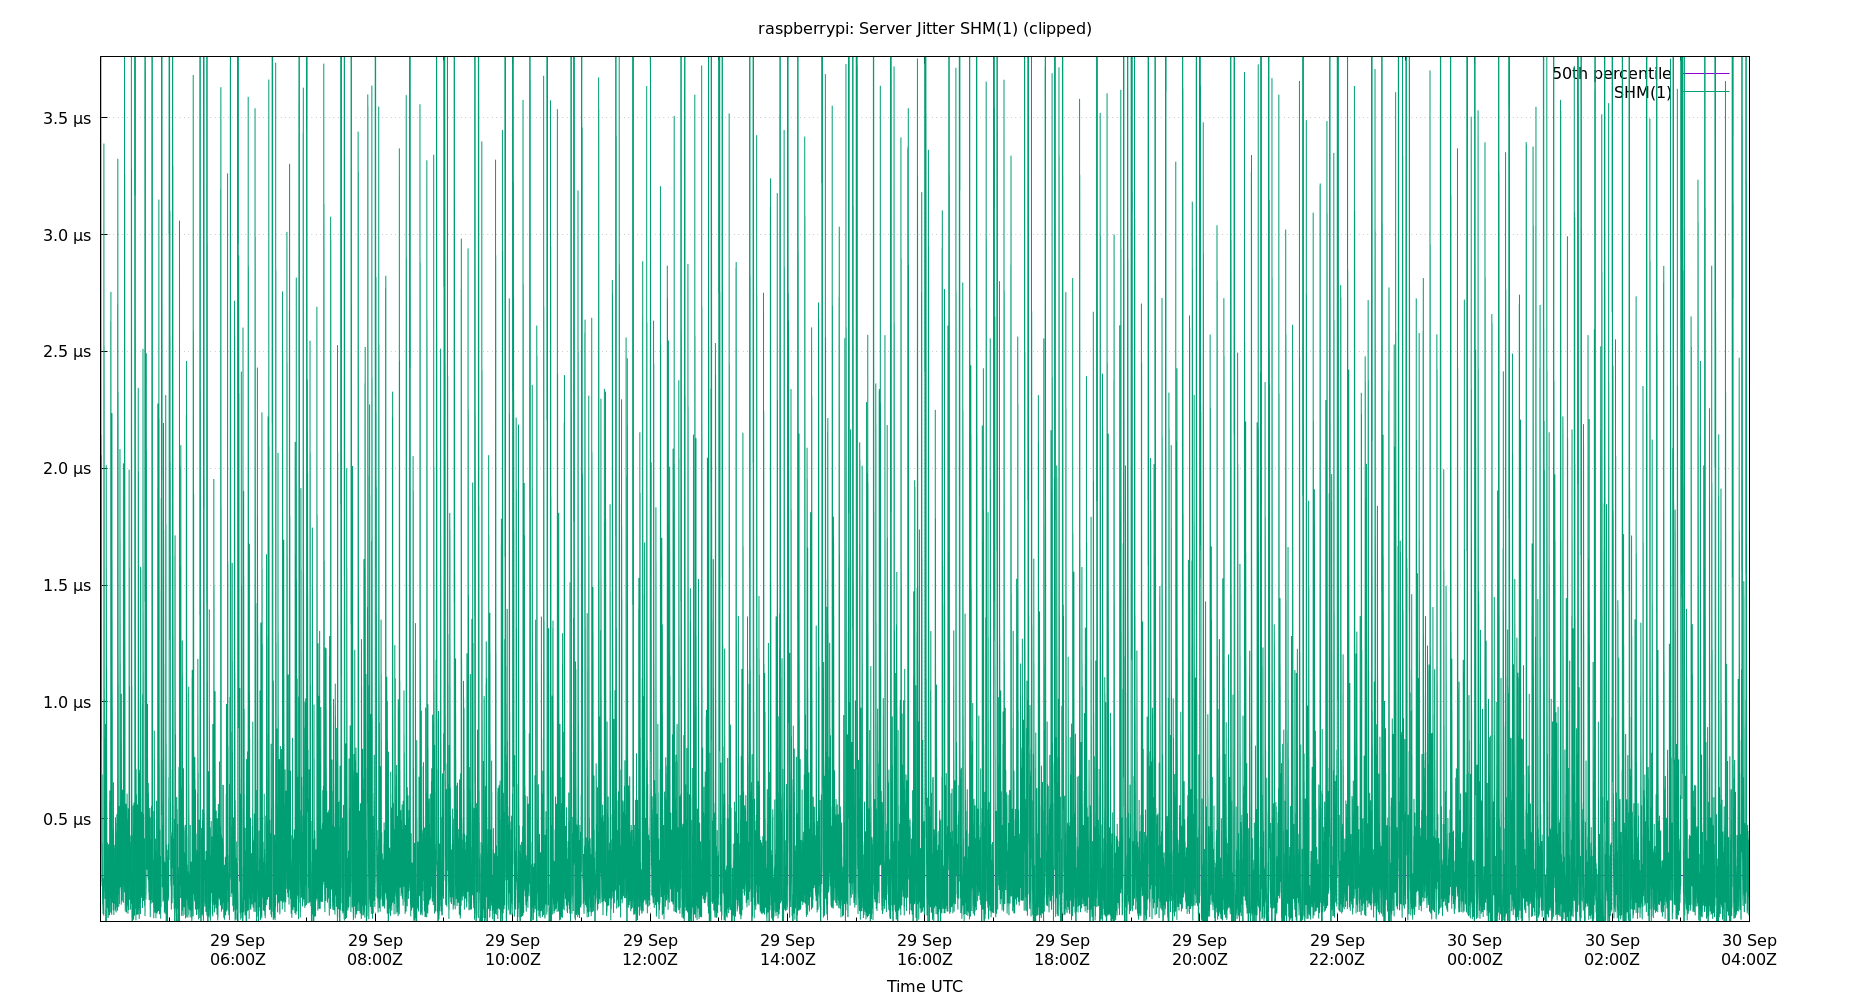 raspberrypi: Server Jitter SHM(1) (clipped)
50th percentile
SHM(1)
3.5 µs
3.0 µs
2.5 µs
2.0 µs
1.5 µs
1.0 µs
0.5 µs
29 Sep 29 Sep 29 Sep 29 Sep 29 Sep 29 Sep 29 Sep 29 Sep 29 Sep 30 Sep 30 Sep 30 Sep
06:00Z 08:00Z 10:00Z 12:00Z 14:00Z 16:00Z 18:00Z 20:00Z 22:00Z 00:00Z 02:00Z 04:00Z
Time UTC